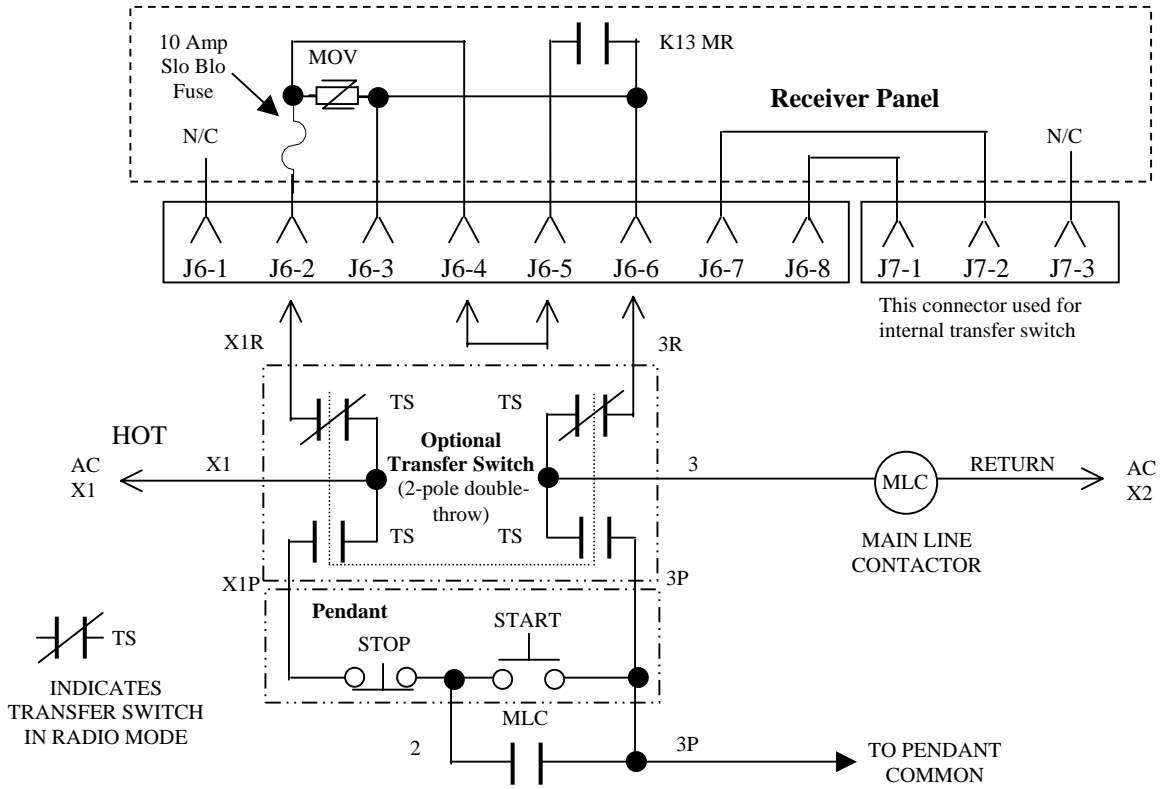 10 Amp
Slo Blo
Fuse
MOV
K13 MR
Receiver Panel
N/C
N/C
J6-1
J6-2
J6-3
J6-4
J6-5
J6-6
J6-7
J6-8
J7-1
J7-2
J7-3
This connector used for
internal transfer switch
X1R
3R
TS
TS
HOT
AC
X1
X1
Optional
Transfer Switch
(2-pole double-
throw)
3
MLC
RETURN
AC
X2
MAIN LINE
CONTACTOR
TS
TS
X1P
3P
Pendant
STOP
START
TS
INDICATES
TRANSFER SWITCH
IN RADIO MODE
MLC
2
3P
TO PENDANT
COMMON